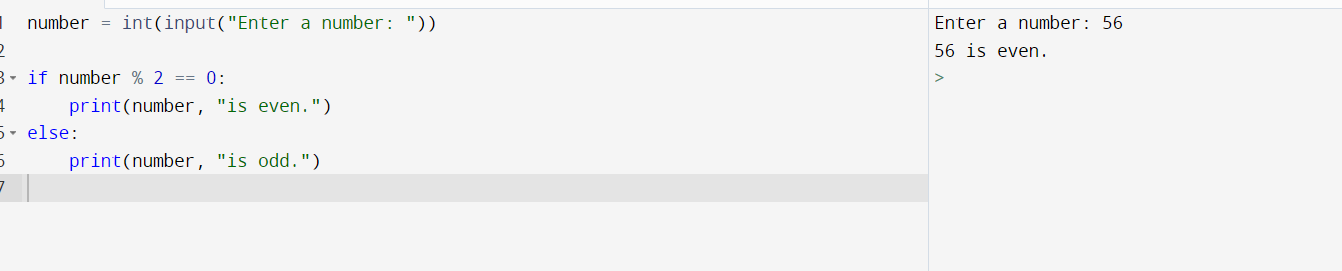 1 number = int(input("Enter a number: "))
2
3 if number % 2 == 0:
4     print(number, "is even.")
5 else:
6     print(number, "is odd.")
7
Enter a number: 56
56 is even.
>